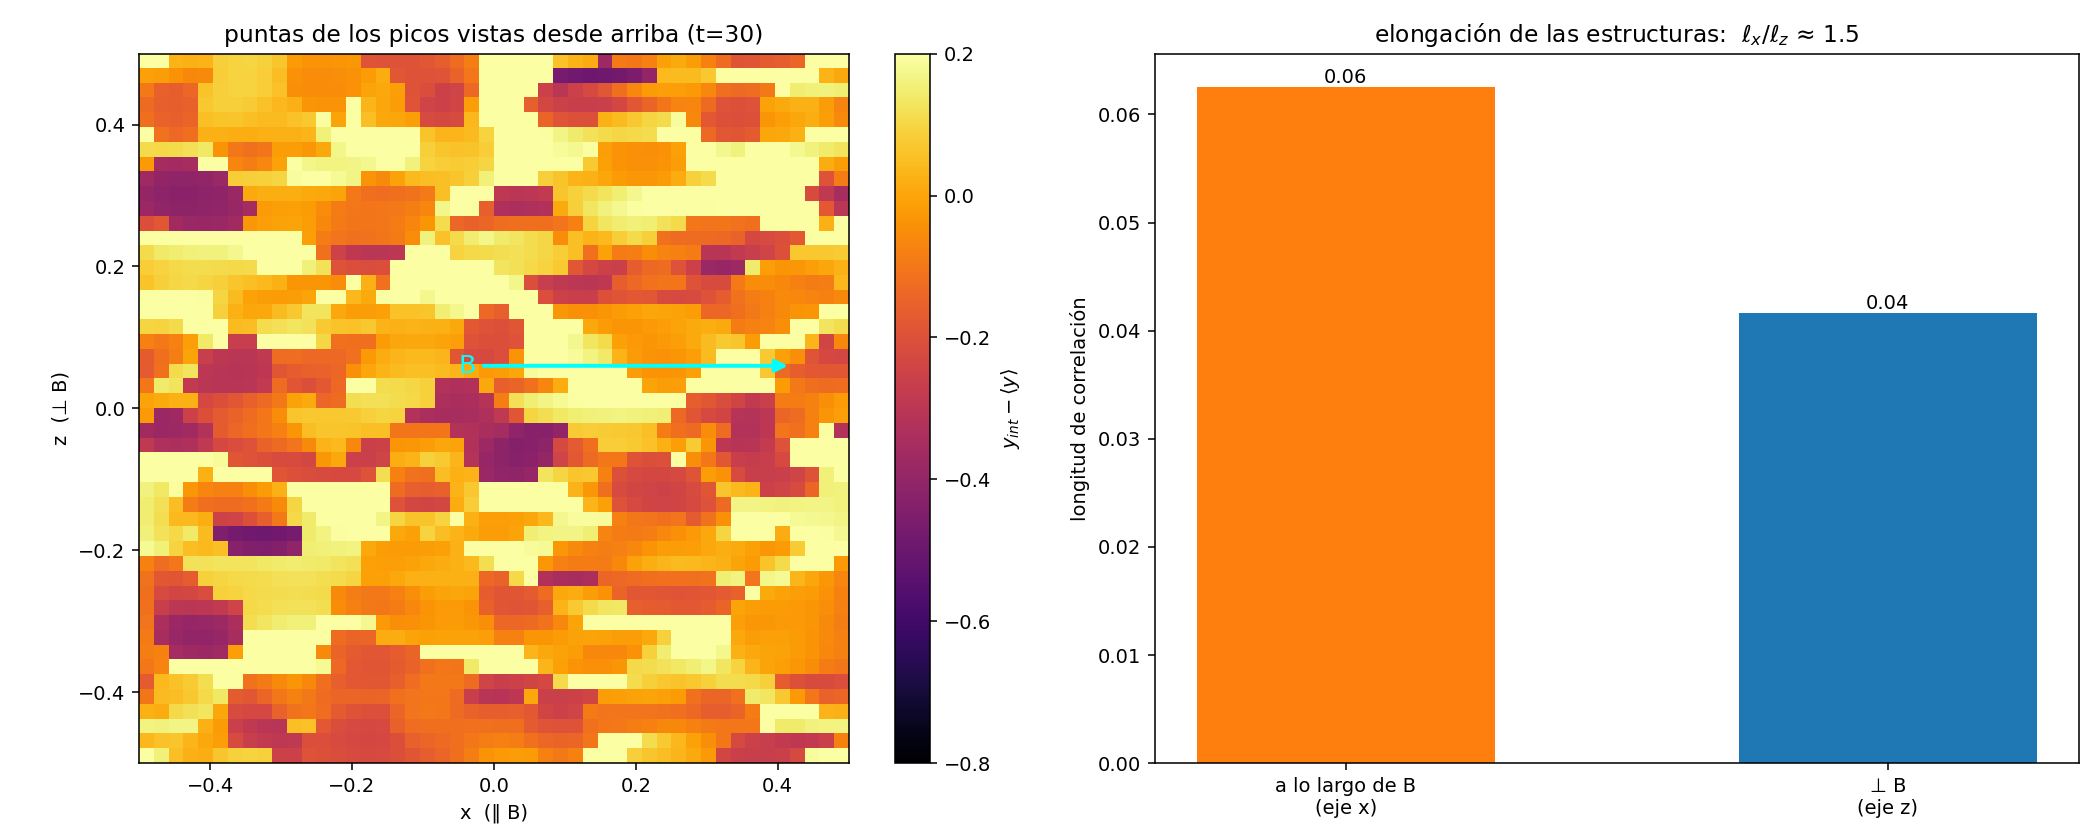 puntas de los picos vistas desde arriba (t=30)
0.4
0.2
0.0
−0.2
−0.4
z (⊥ B)
B
−0.4
−0.2
0.0
0.2
0.4
x (∥ B)
0.2
0.0
−0.2
−0.4
−0.6
−0.8
y_int − ⟨y⟩
elongación de las estructuras: ℓx/ℓz ≈ 1.5
0.06
0.04
0.06
0.05
0.04
0.03
0.02
0.01
0.00
longitud de correlación
a lo largo de B
(eje x)
⊥ B
(eje z)